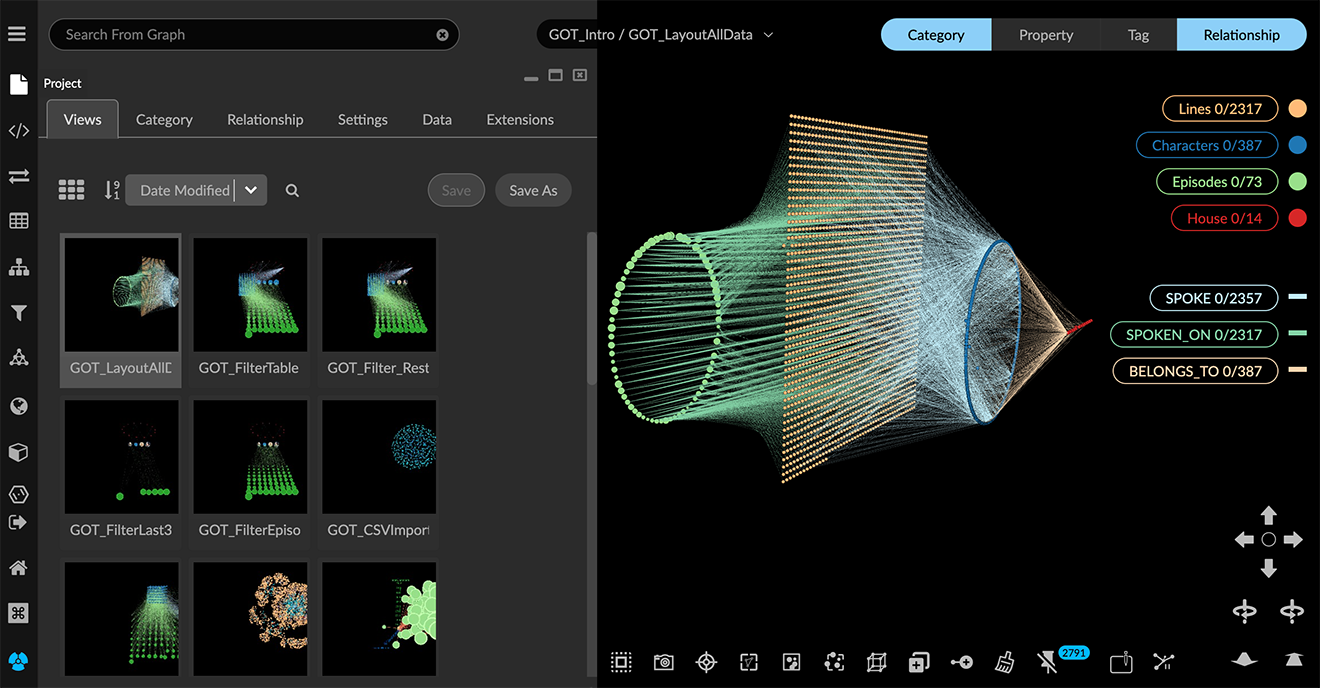 Search From Graph
GOT_Intro / GOT_LayoutAllData
Category Property Tag Relationship
Project
Views Category Relationship Settings Data Extensions
Date Modified
Save Save As
9
1
GOT_LayoutAllD
GOT_FilterTable
GOT_Filter_Rest
GOT_FilterLast3
GOT_FilterEpiso
GOT_CSVImport
Lines 0/2317
Characters 0/387
Episodes 0/73
House 0/14
SPOKE 0/2357
SPOKEN_ON 0/2317
BELONGS_TO 0/387
2791